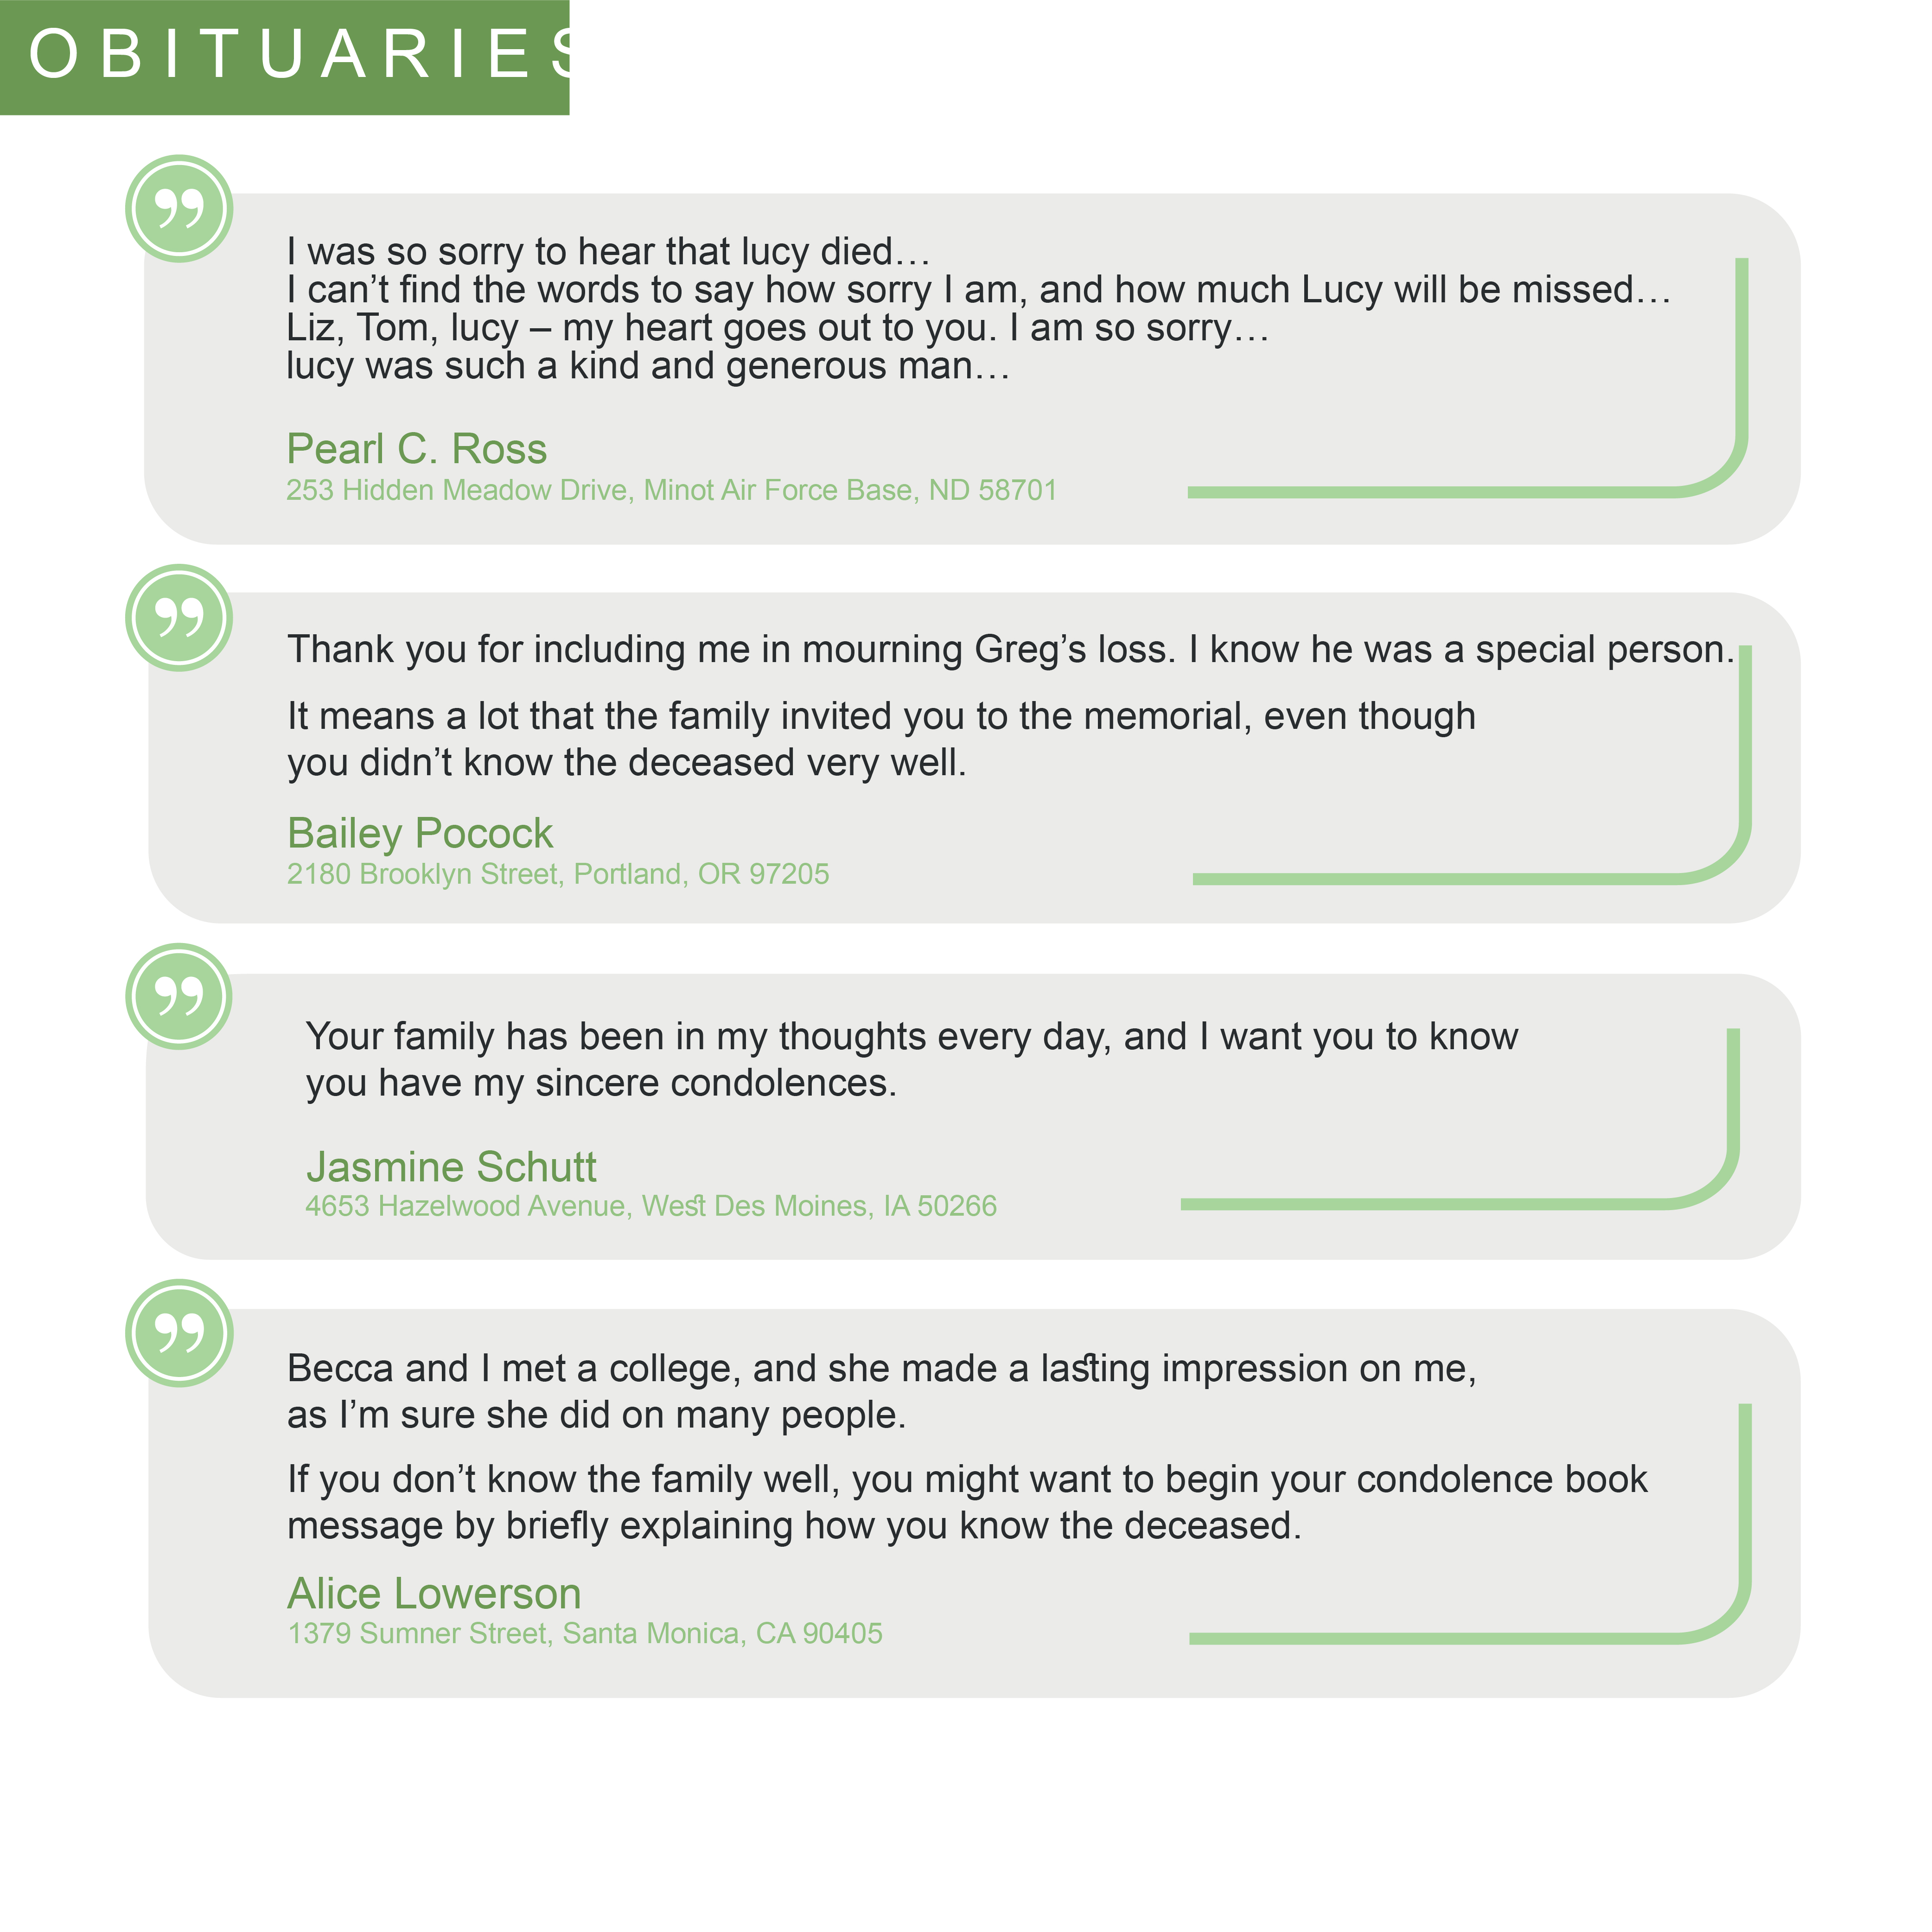 OBITUARIES
I was so sorry to hear that lucy died…
I can’t find the words to say how sorry I am, and how much Lucy will be missed…
Liz, Tom, lucy – my heart goes out to you. I am so sorry…
lucy was such a kind and generous man…
Pearl C. Ross
253 Hidden Meadow Drive, Minot Air Force Base, ND 58701
Thank you for including me in mourning Greg’s loss. I know he was a special person.
It means a lot that the family invited you to the memorial, even though
you didn’t know the deceased very well.
Bailey Pocock
2180 Brooklyn Street, Portland, OR 97205
Your family has been in my thoughts every day, and I want you to know
you have my sincere condolences.
Jasmine Schutt
4653 Hazelwood Avenue, West Des Moines, IA 50266
Becca and I met a college, and she made a lasting impression on me,
as I’m sure she did on many people.
If you don’t know the family well, you might want to begin your condolence book
message by briefly explaining how you know the deceased.
Alice Lowerson
1379 Sumner Street, Santa Monica, CA 90405